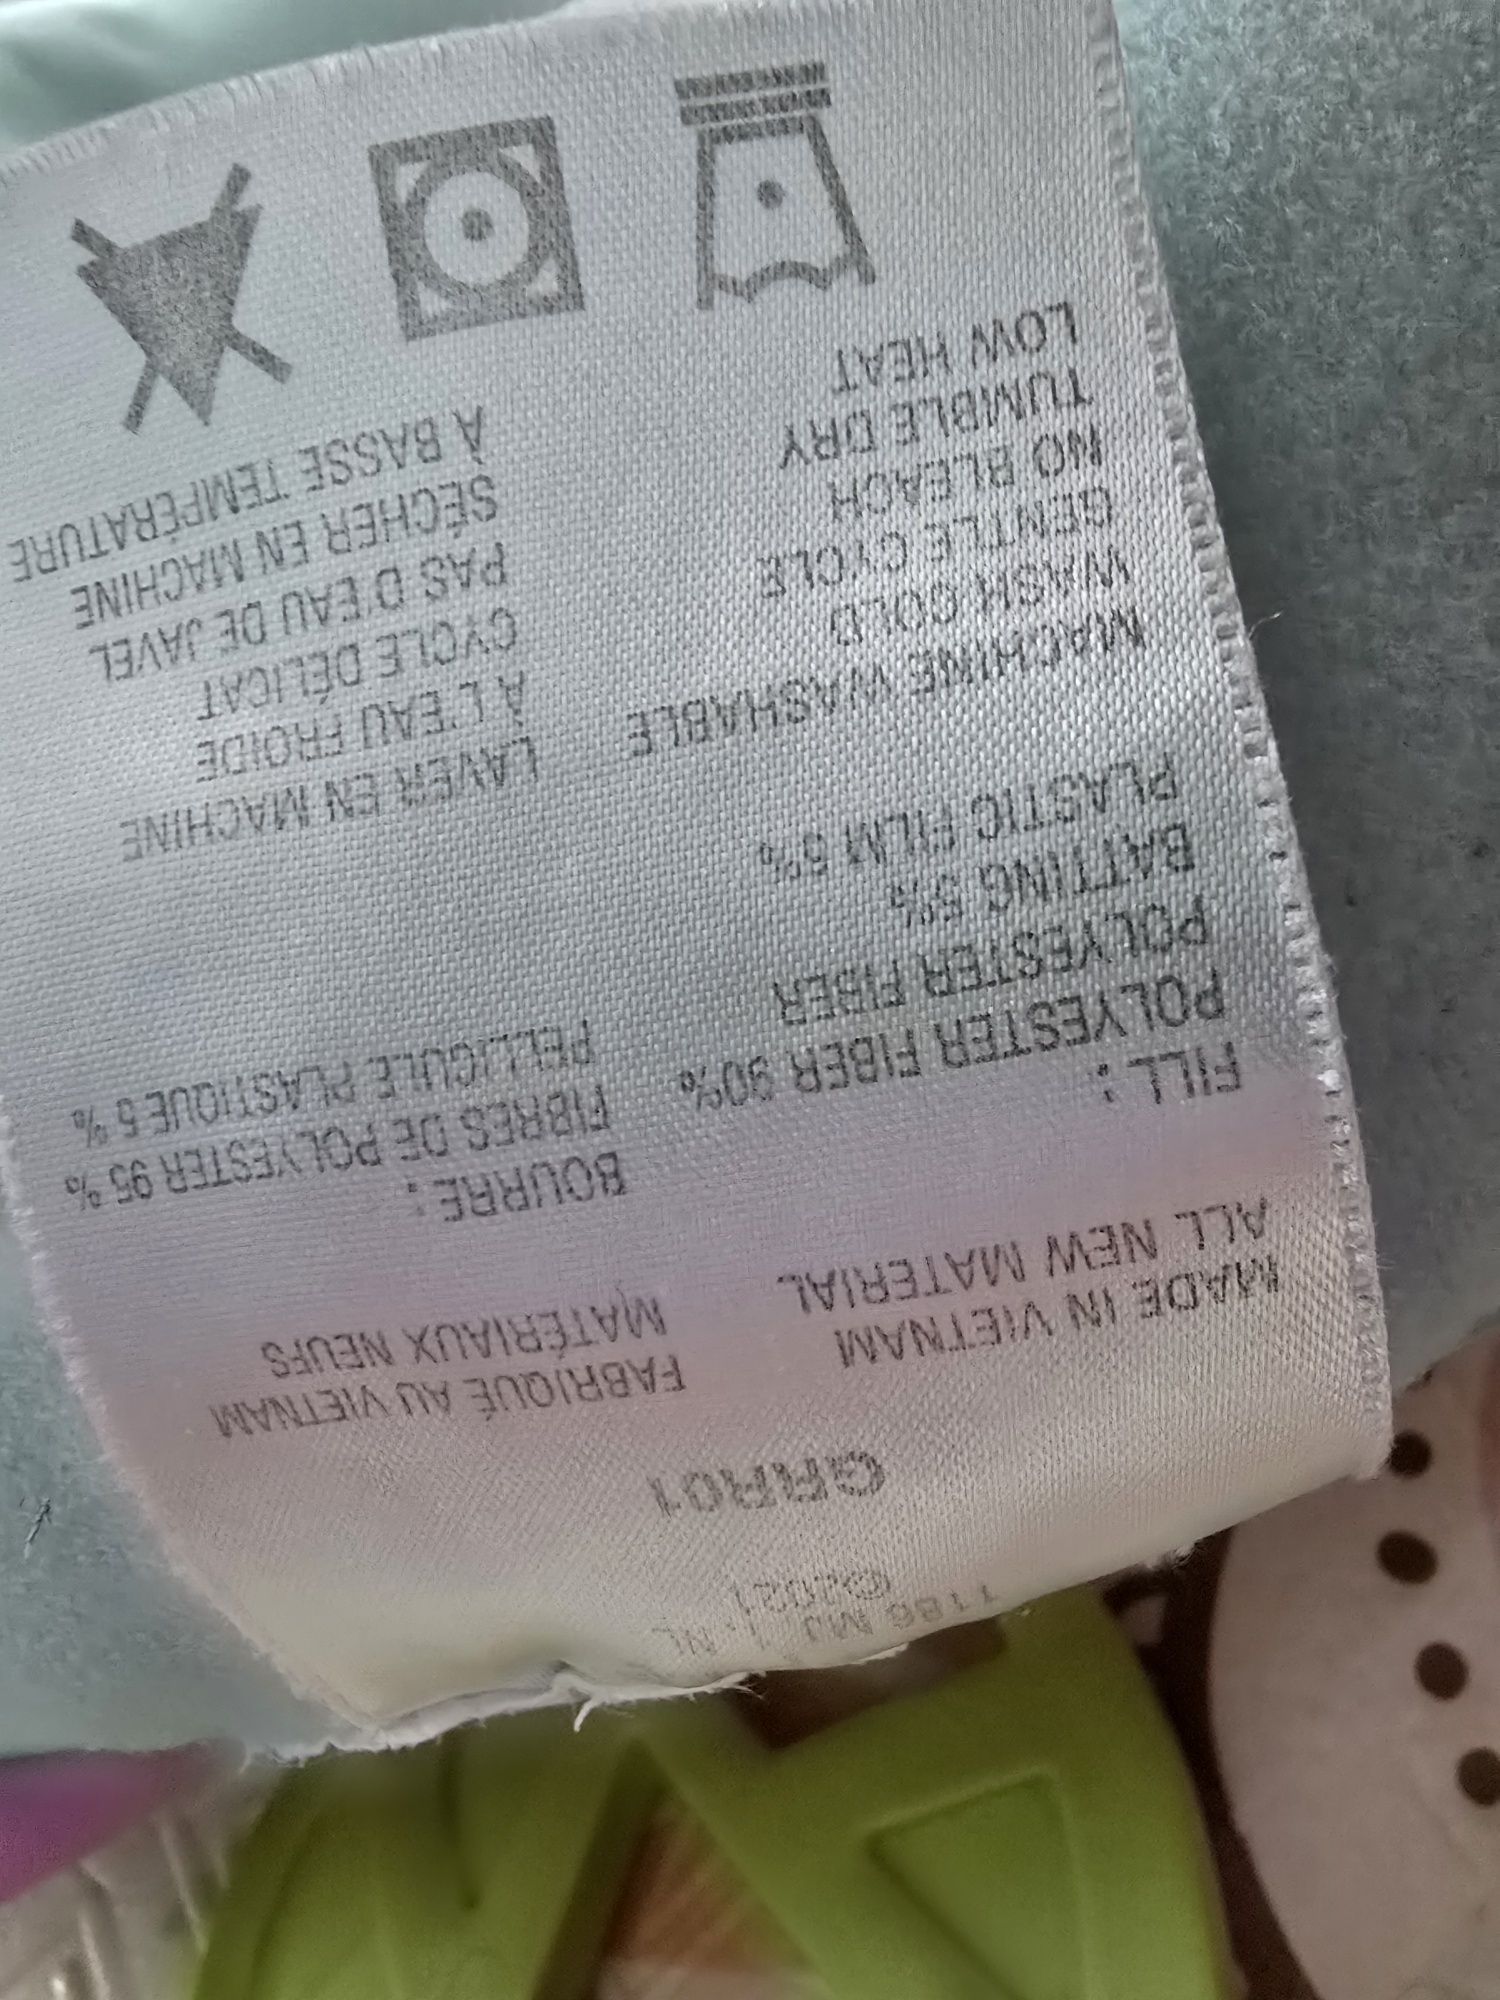 1186 MJ
©2021
MADE IN VIETNAM
ALL NEW MATERIAL
FABRIQUÉ AU VIETNAM
MATÉRIAUX NEUFS
FILL :
POLYESTER FIBER 90%
POLYESTER FIBER
BATTING 5%
PLASTIC FILM 5%
BOURRE :
FIBRES DE POLYESTER 95 %
PELLICULE PLASTIQUE 5 %
MACHINE WASHABLE
WASH COLD
GENTLE CYCLE
NO BLEACH
TUMBLE DRY
LOW HEAT
LAVER EN MACHINE
À L'EAU FROIDE
CYCLE DÉLICAT
PAS D'EAU DE JAVEL
SÉCHER EN MACHINE
À BASSE TEMPÉRATURE